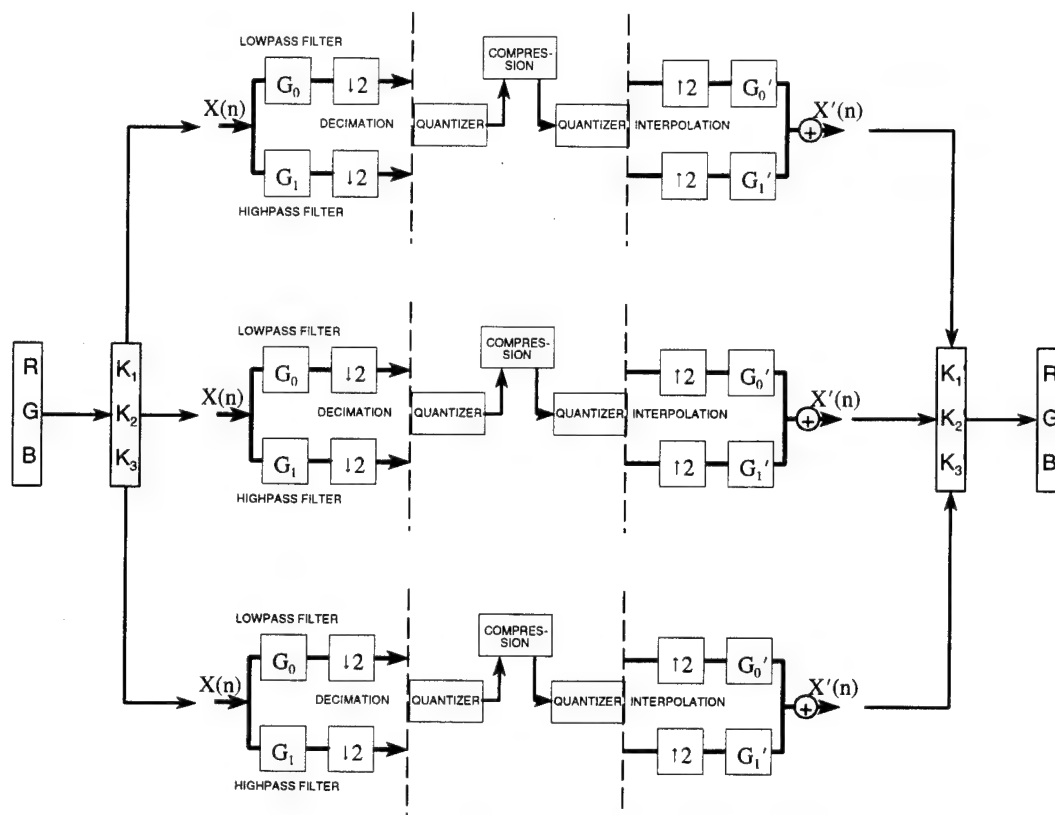 LOWPASS FILTER
G₀ ↓2
COMPRES-
SION
↑2 G₀′
X(n)
DECIMATION
QUANTIZER
QUANTIZER
INTERPOLATION
+
X′(n)
G₁ ↓2
↑2 G₁′
HIGHPASS FILTER
R
G
B
K₁
K₂
K₃
LOWPASS FILTER
G₀ ↓2
COMPRES-
SION
↑2 G₀′
X(n)
DECIMATION
QUANTIZER
QUANTIZER
INTERPOLATION
+
X′(n)
G₁ ↓2
↑2 G₁′
HIGHPASS FILTER
K₁
K₂
K₃
R
G
B
LOWPASS FILTER
G₀ ↓2
COMPRES-
SION
↑2 G₀′
X(n)
DECIMATION
QUANTIZER
QUANTIZER
INTERPOLATION
+
X′(n)
G₁ ↓2
↑2 G₁′
HIGHPASS FILTER